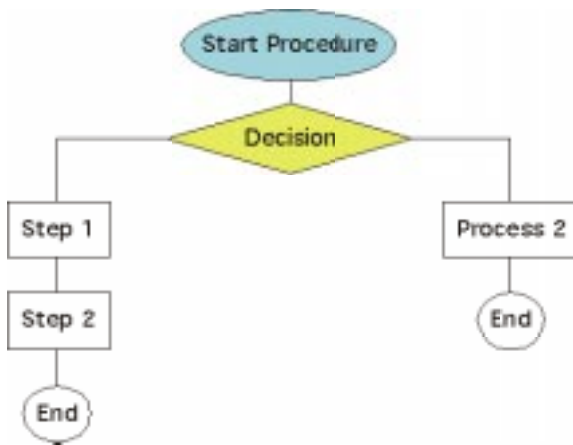 Start Procedure
Decision
Step 1
Process 2
Step 2
End
End